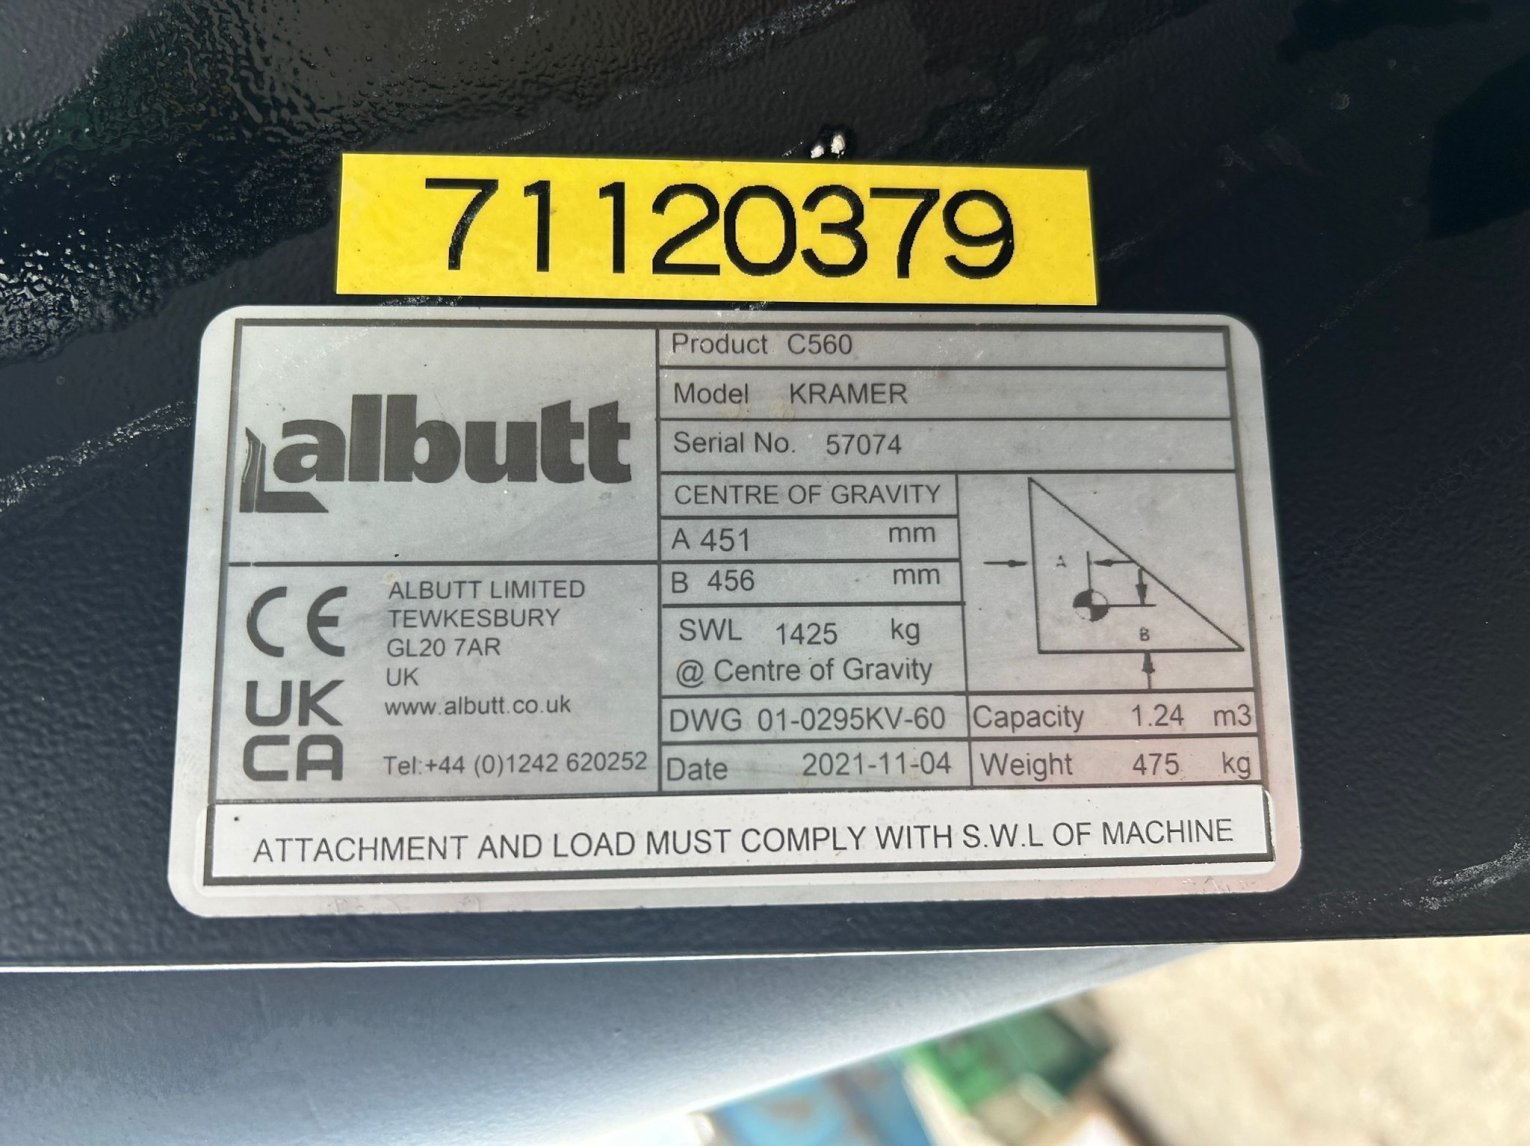 71120379
albutt
Product C560
Model KRAMER
Serial No. 57074
CENTRE OF GRAVITY
A 451 mm
B 456 mm
SWL 1425 kg
@ Centre of Gravity
A
B
DWG 01-0295KV-60
Capacity 1.24 m3
Date 2021-11-04
Weight 475 kg
CE
UK
CA
ALBUTT LIMITED
TEWKESBURY
GL20 7AR
UK
www.albutt.co.uk
Tel:+44 (0)1242 620252
ATTACHMENT AND LOAD MUST COMPLY WITH S.W.L OF MACHINE